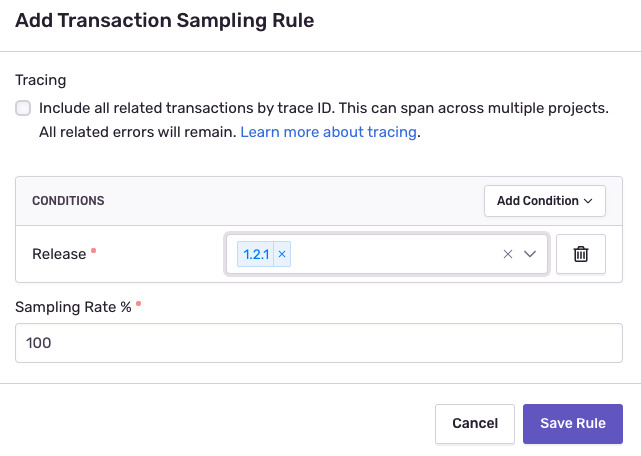 Add Transaction Sampling Rule
Tracing
Include all related transactions by trace ID. This can span across multiple projects.
All related errors will remain. Learn more about tracing.
CONDITIONS
Add Condition
Release *
1.2.1 ×
Sampling Rate % *
100
Cancel
Save Rule